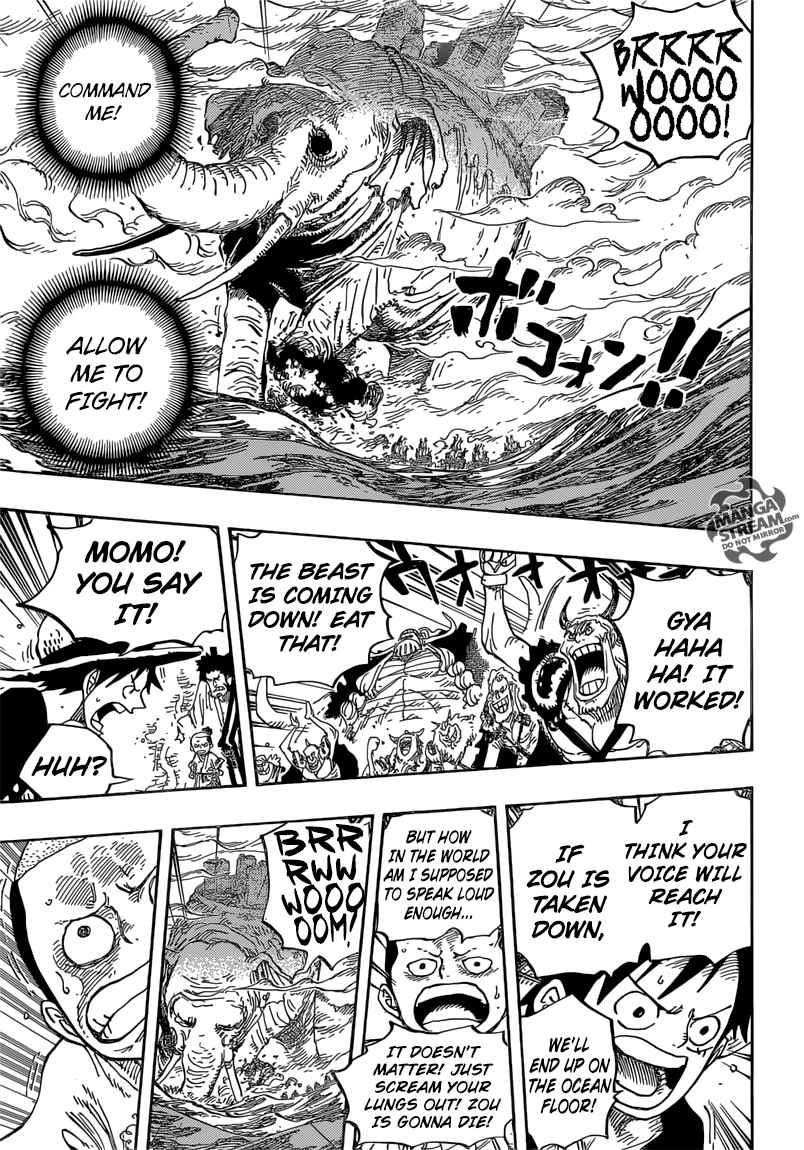 BRRRR
WOOOO
OOOO!
COMMAND
ME!
ボコォン!!
ALLOW
ME TO
FIGHT!
MANGA
STREAM.com
DO NOT MIRROR
GYA
HAHA
HA! IT
WORKED!
THE BEAST
IS COMING
DOWN! EAT
THAT!
MOMO!
YOU SAY
IT!
HUH?
I
THINK YOUR
VOICE WILL
REACH
IT!
IF
ZOU IS
TAKEN
DOWN,
WE'LL
END UP ON
THE OCEAN
FLOOR!
BUT HOW
IN THE WORLD
AM I SUPPOSED
TO SPEAK LOUD
ENOUGH...
IT DOESN'T
MATTER! JUST
SCREAM YOUR
LUNGS OUT! ZOU
IS GONNA DIE!
BRR
RWW
WOOO
OOM!